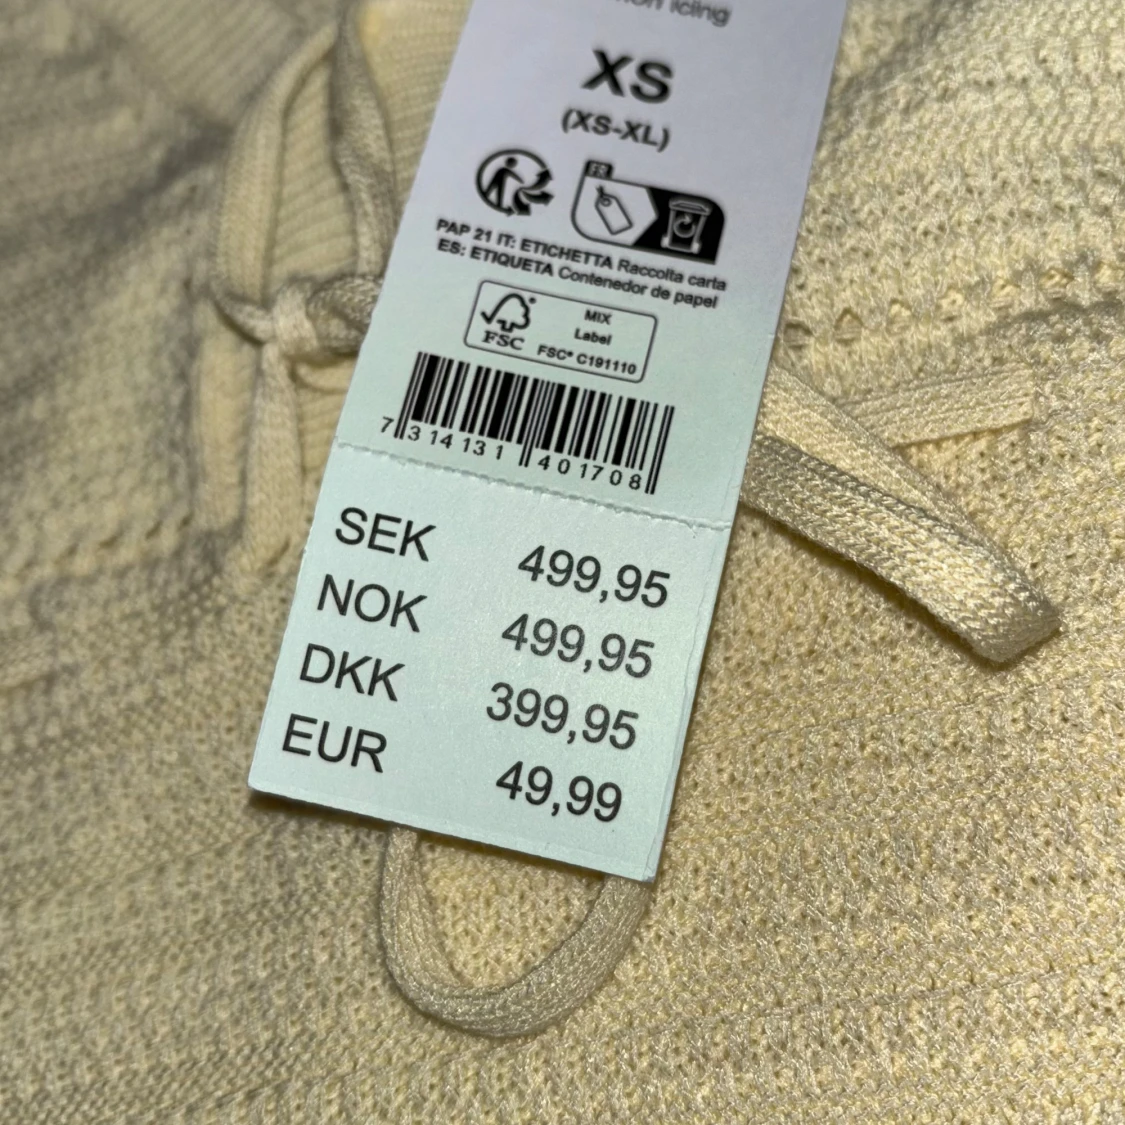 Icing
XS
(XS-XL)
FR
PAP 21 IT: ETICHETTA Raccolta carta
ES: ETIQUETA Contenedor de papel
MIX
Label
FSC
FSC® C191110
7 314131 401708
SEK 499,95
NOK 499,95
DKK 399,95
EUR 49,99